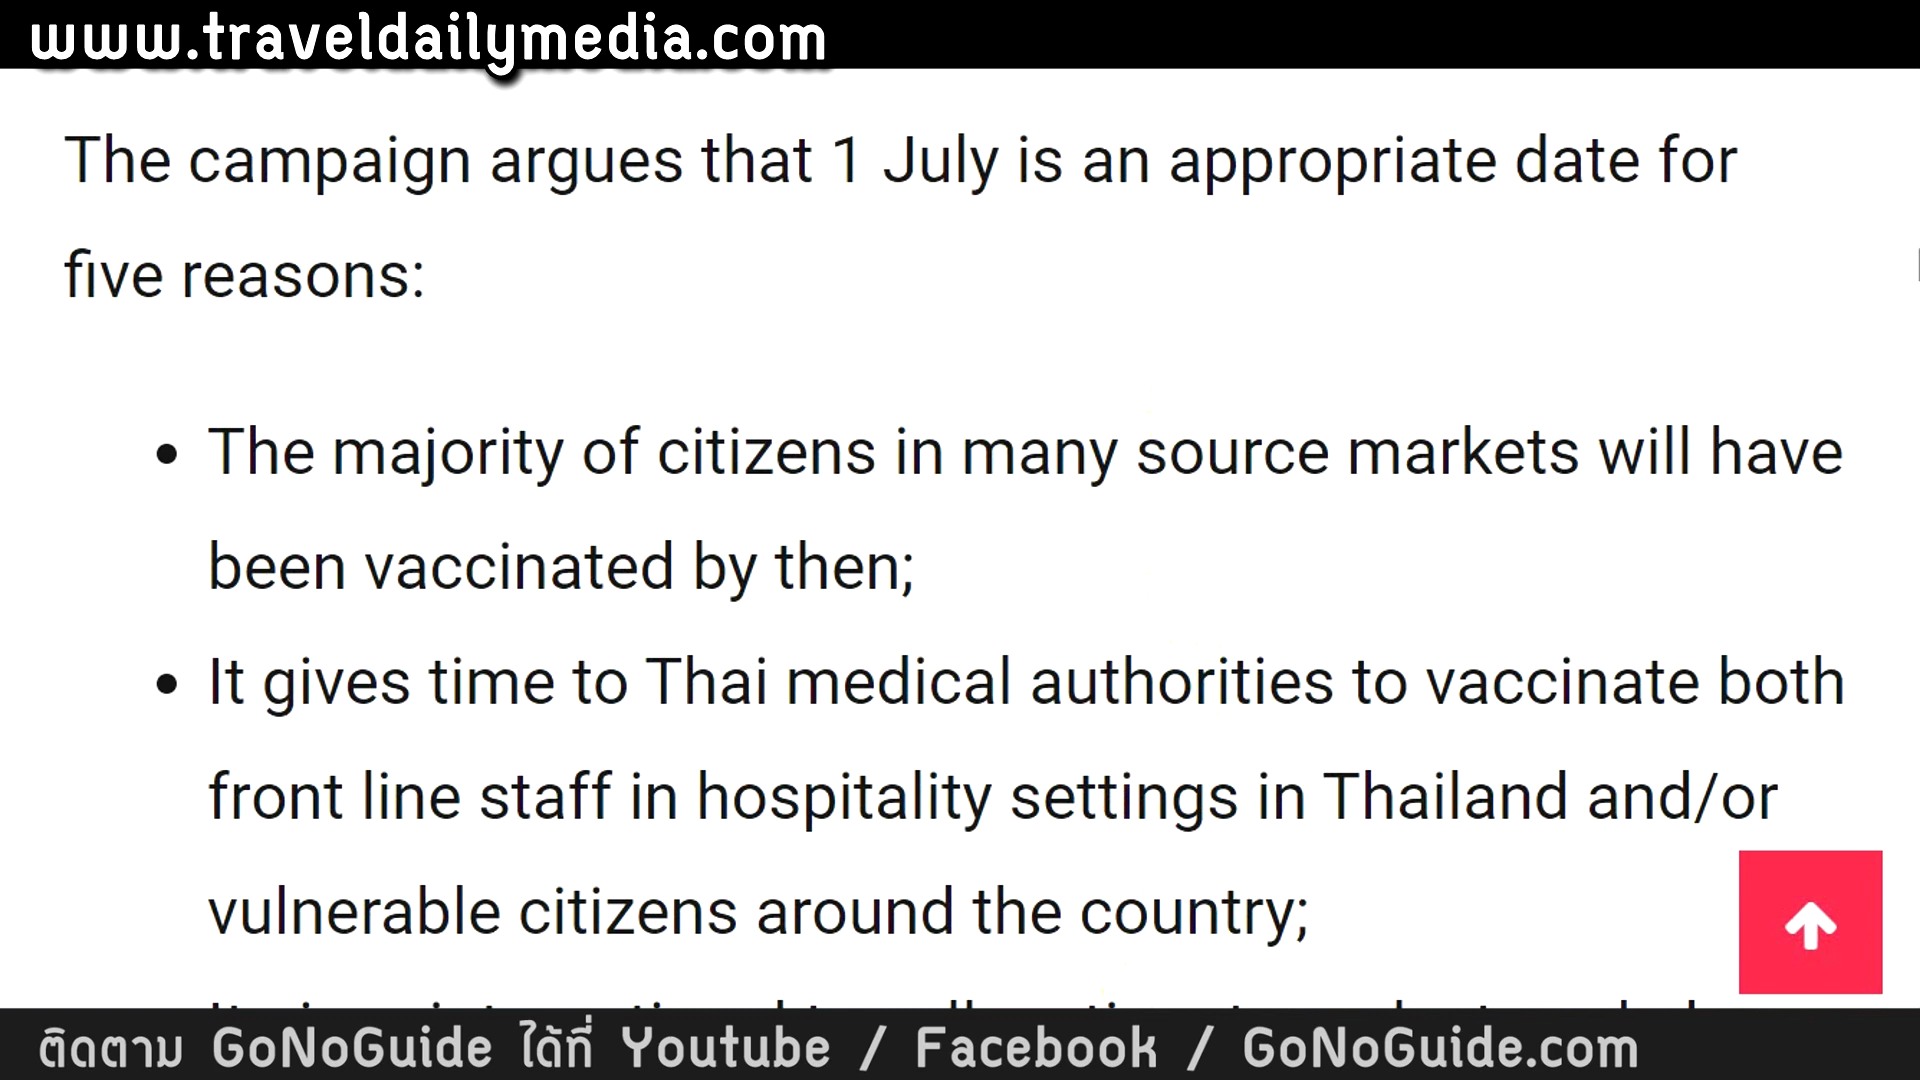 www.traveldailymedia.com
The campaign argues that 1 July is an appropriate date for
five reasons:
• The majority of citizens in many source markets will have
been vaccinated by then;
• It gives time to Thai medical authorities to vaccinate both
front line staff in hospitality settings in Thailand and/or
vulnerable citizens around the country;
ติดตาม GoNoGuide ได้ที่ Youtube / Facebook / GoNoGuide.com